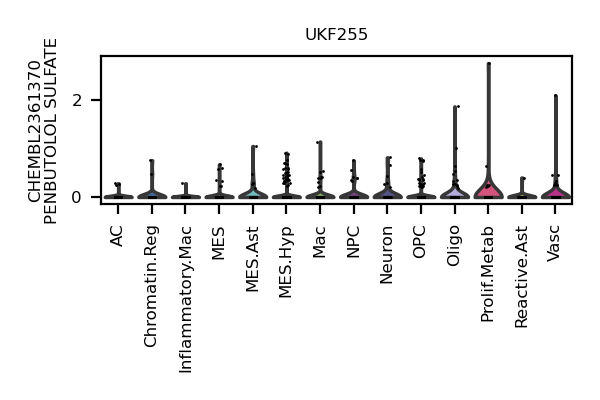 UKF255
CHEMBL2361370
PENBUTOLOL SULFATE
2
0
AC
Chromatin.Reg
Inflammatory.Mac
MES
MES.Ast
MES.Hyp
Mac
NPC
Neuron
OPC
Oligo
Prolif.Metab
Reactive.Ast
Vasc